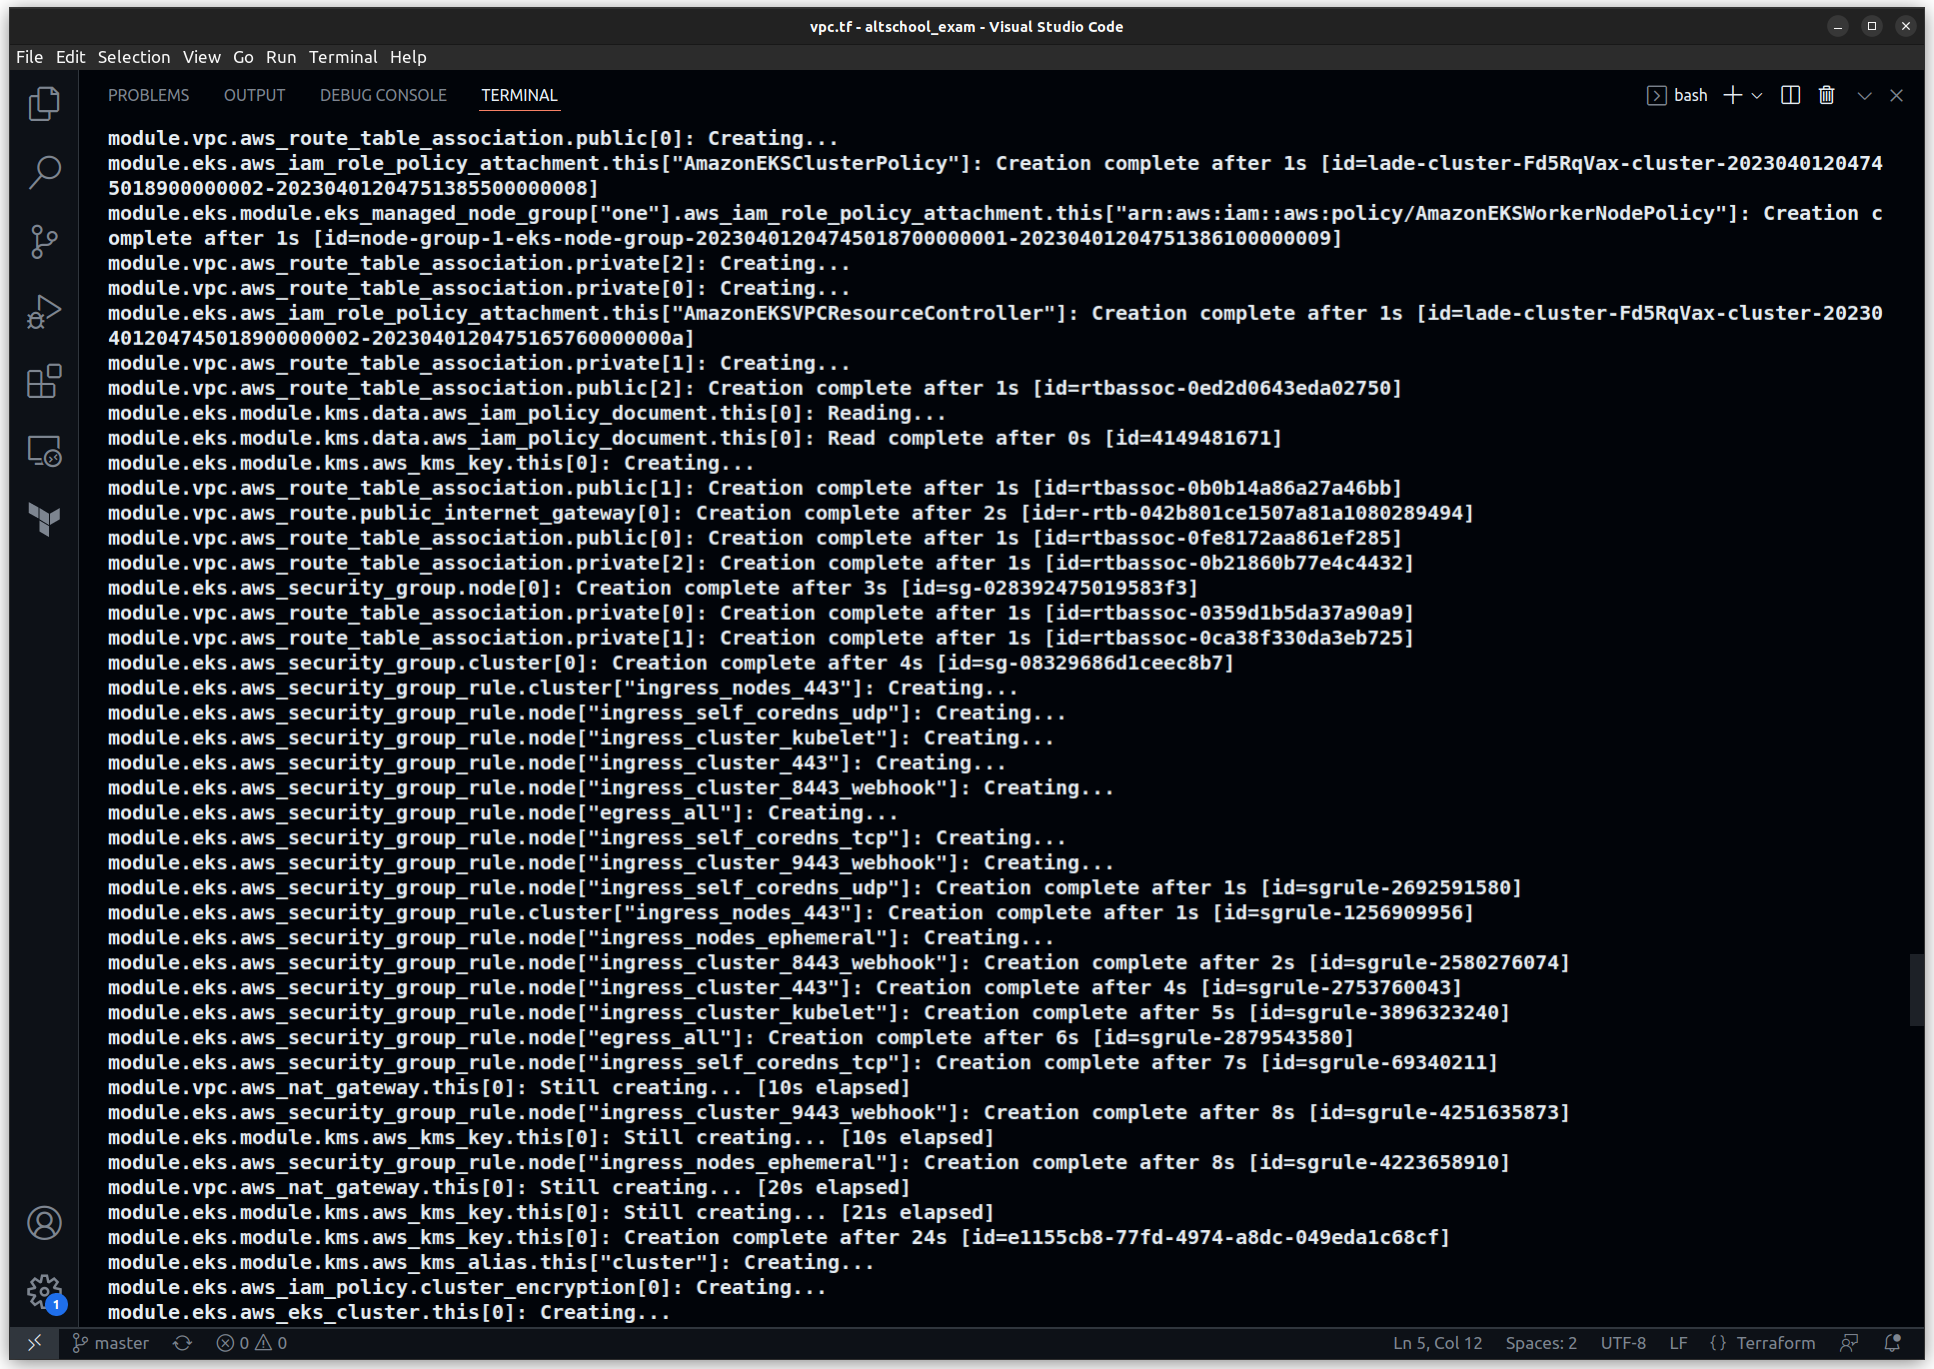 vpc.tf - altschool_exam - Visual Studio Code
File Edit Selection View Go Run Terminal Help
PROBLEMS OUTPUT DEBUG CONSOLE TERMINAL bash
module.vpc.aws_route_table_association.public[0]: Creating...
module.eks.aws_iam_role_policy_attachment.this["AmazonEKSClusterPolicy"]: Creation complete after 1s [id=lade-cluster-Fd5RqVax-cluster-2023040120474
5018900000002-20230401204751385500000008]
module.eks.module.eks_managed_node_group["one"].aws_iam_role_policy_attachment.this["arn:aws:iam::aws:policy/AmazonEKSWorkerNodePolicy"]: Creation c
omplete after 1s [id=node-group-1-eks-node-group-20230401204745018700000001-20230401204751386100000009]
module.vpc.aws_route_table_association.private[2]: Creating...
module.vpc.aws_route_table_association.private[0]: Creating...
module.eks.aws_iam_role_policy_attachment.this["AmazonEKSVPCResourceController"]: Creation complete after 1s [id=lade-cluster-Fd5RqVax-cluster-20230
401204745018900000002-2023040120475165760000000a]
module.vpc.aws_route_table_association.private[1]: Creating...
module.vpc.aws_route_table_association.public[2]: Creation complete after 1s [id=rtbassoc-0ed2d0643eda02750]
module.eks.module.kms.data.aws_iam_policy_document.this[0]: Reading...
module.eks.module.kms.data.aws_iam_policy_document.this[0]: Read complete after 0s [id=4149481671]
module.eks.module.kms.aws_kms_key.this[0]: Creating...
module.vpc.aws_route_table_association.public[1]: Creation complete after 1s [id=rtbassoc-0b0b14a86a27a46bb]
module.vpc.aws_route.public_internet_gateway[0]: Creation complete after 2s [id=r-rtb-042b801ce1507a81a1080289494]
module.vpc.aws_route_table_association.public[0]: Creation complete after 1s [id=rtbassoc-0fe8172aa861ef285]
module.vpc.aws_route_table_association.private[2]: Creation complete after 1s [id=rtbassoc-0b21860b77e4c4432]
module.eks.aws_security_group.node[0]: Creation complete after 3s [id=sg-028392475019583f3]
module.vpc.aws_route_table_association.private[0]: Creation complete after 1s [id=rtbassoc-0359d1b5da37a90a9]
module.vpc.aws_route_table_association.private[1]: Creation complete after 1s [id=rtbassoc-0ca38f330da3eb725]
module.eks.aws_security_group.cluster[0]: Creation complete after 4s [id=sg-08329686d1ceec8b7]
module.eks.aws_security_group_rule.cluster["ingress_nodes_443"]: Creating...
module.eks.aws_security_group_rule.node["ingress_self_coredns_udp"]: Creating...
module.eks.aws_security_group_rule.node["ingress_cluster_kubelet"]: Creating...
module.eks.aws_security_group_rule.node["ingress_cluster_443"]: Creating...
module.eks.aws_security_group_rule.node["ingress_cluster_8443_webhook"]: Creating...
module.eks.aws_security_group_rule.node["egress_all"]: Creating...
module.eks.aws_security_group_rule.node["ingress_self_coredns_tcp"]: Creating...
module.eks.aws_security_group_rule.node["ingress_cluster_9443_webhook"]: Creating...
module.eks.aws_security_group_rule.node["ingress_self_coredns_udp"]: Creation complete after 1s [id=sgrule-2692591580]
module.eks.aws_security_group_rule.cluster["ingress_nodes_443"]: Creation complete after 1s [id=sgrule-1256909956]
module.eks.aws_security_group_rule.node["ingress_nodes_ephemeral"]: Creating...
module.eks.aws_security_group_rule.node["ingress_cluster_8443_webhook"]: Creation complete after 2s [id=sgrule-2580276074]
module.eks.aws_security_group_rule.node["ingress_cluster_443"]: Creation complete after 4s [id=sgrule-2753760043]
module.eks.aws_security_group_rule.node["ingress_cluster_kubelet"]: Creation complete after 5s [id=sgrule-3896323240]
module.eks.aws_security_group_rule.node["egress_all"]: Creation complete after 6s [id=sgrule-2879543580]
module.eks.aws_security_group_rule.node["ingress_self_coredns_tcp"]: Creation complete after 7s [id=sgrule-69340211]
module.vpc.aws_nat_gateway.this[0]: Still creating... [10s elapsed]
module.eks.aws_security_group_rule.node["ingress_cluster_9443_webhook"]: Creation complete after 8s [id=sgrule-4251635873]
module.eks.module.kms.aws_kms_key.this[0]: Still creating... [10s elapsed]
module.eks.aws_security_group_rule.node["ingress_nodes_ephemeral"]: Creation complete after 8s [id=sgrule-4223658910]
module.vpc.aws_nat_gateway.this[0]: Still creating... [20s elapsed]
module.eks.module.kms.aws_kms_key.this[0]: Still creating... [21s elapsed]
module.eks.module.kms.aws_kms_key.this[0]: Creation complete after 24s [id=e1155cb8-77fd-4974-a8dc-049eda1c68cf]
module.eks.module.kms.aws_kms_alias.this["cluster"]: Creating...
module.eks.aws_iam_policy.cluster_encryption[0]: Creating...
module.eks.aws_eks_cluster.this[0]: Creating...
1
master 0 0 Ln 5, Col 12 Spaces: 2 UTF-8 LF {} Terraform